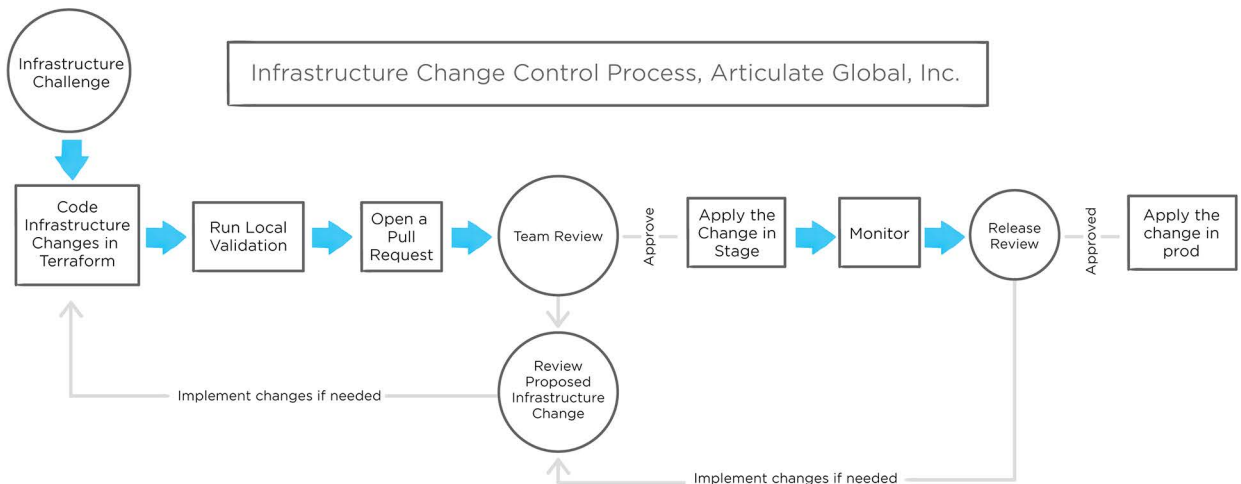 Infrastructure
Challenge
Infrastructure Change Control Process, Articulate Global, Inc.
Code
Infrastructure
Changes in
Terraform
Run Local
Validation
Open a
Pull
Request
Team Review
Approve
Apply the
Change in
Stage
Monitor
Release
Review
Approved
Apply the
change in
prod
Review
Proposed
Infrastructure
Change
Implement changes if needed
Implement changes if needed